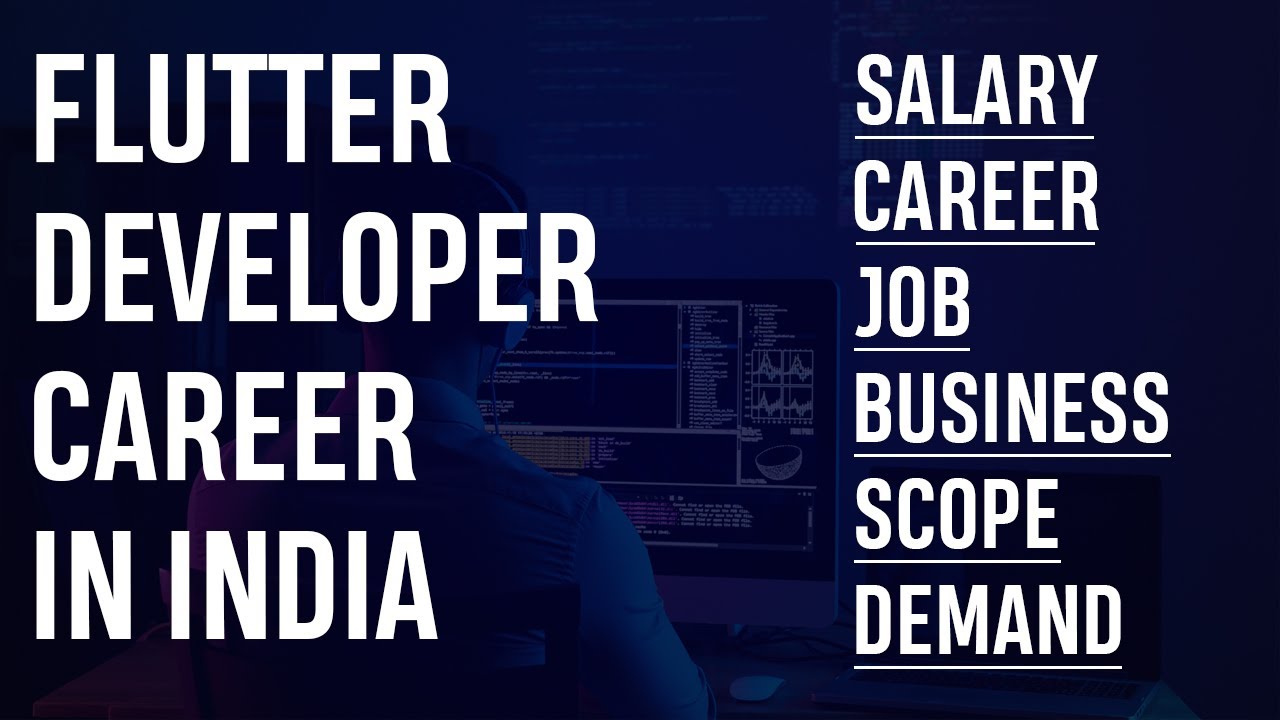 FLUTTER
DEVELOPER
CAREER
IN INDIA
SALARY
CAREER
JOB
BUSINESS
SCOPE
DEMAND